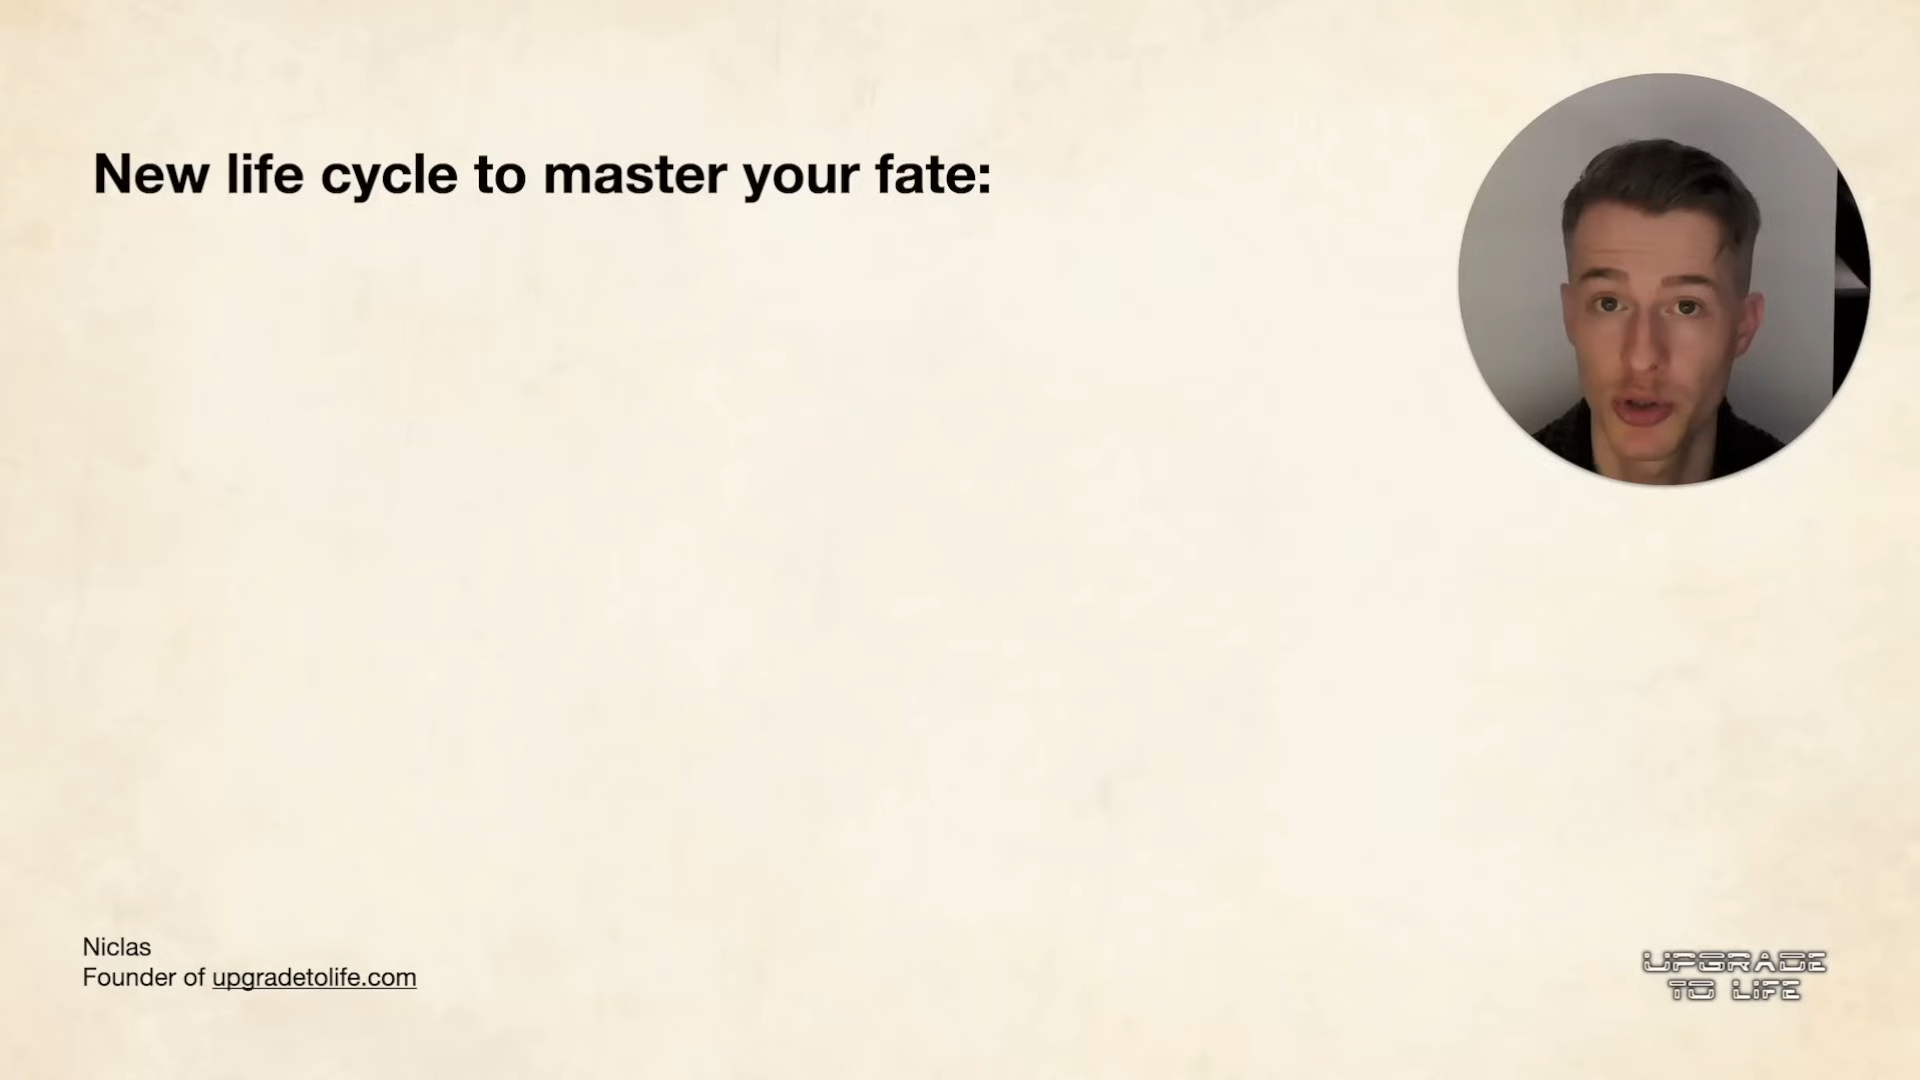 New life cycle to master your fate:
Niclas
Founder of upgradetolife.com
UPGRADE
TO LIFE